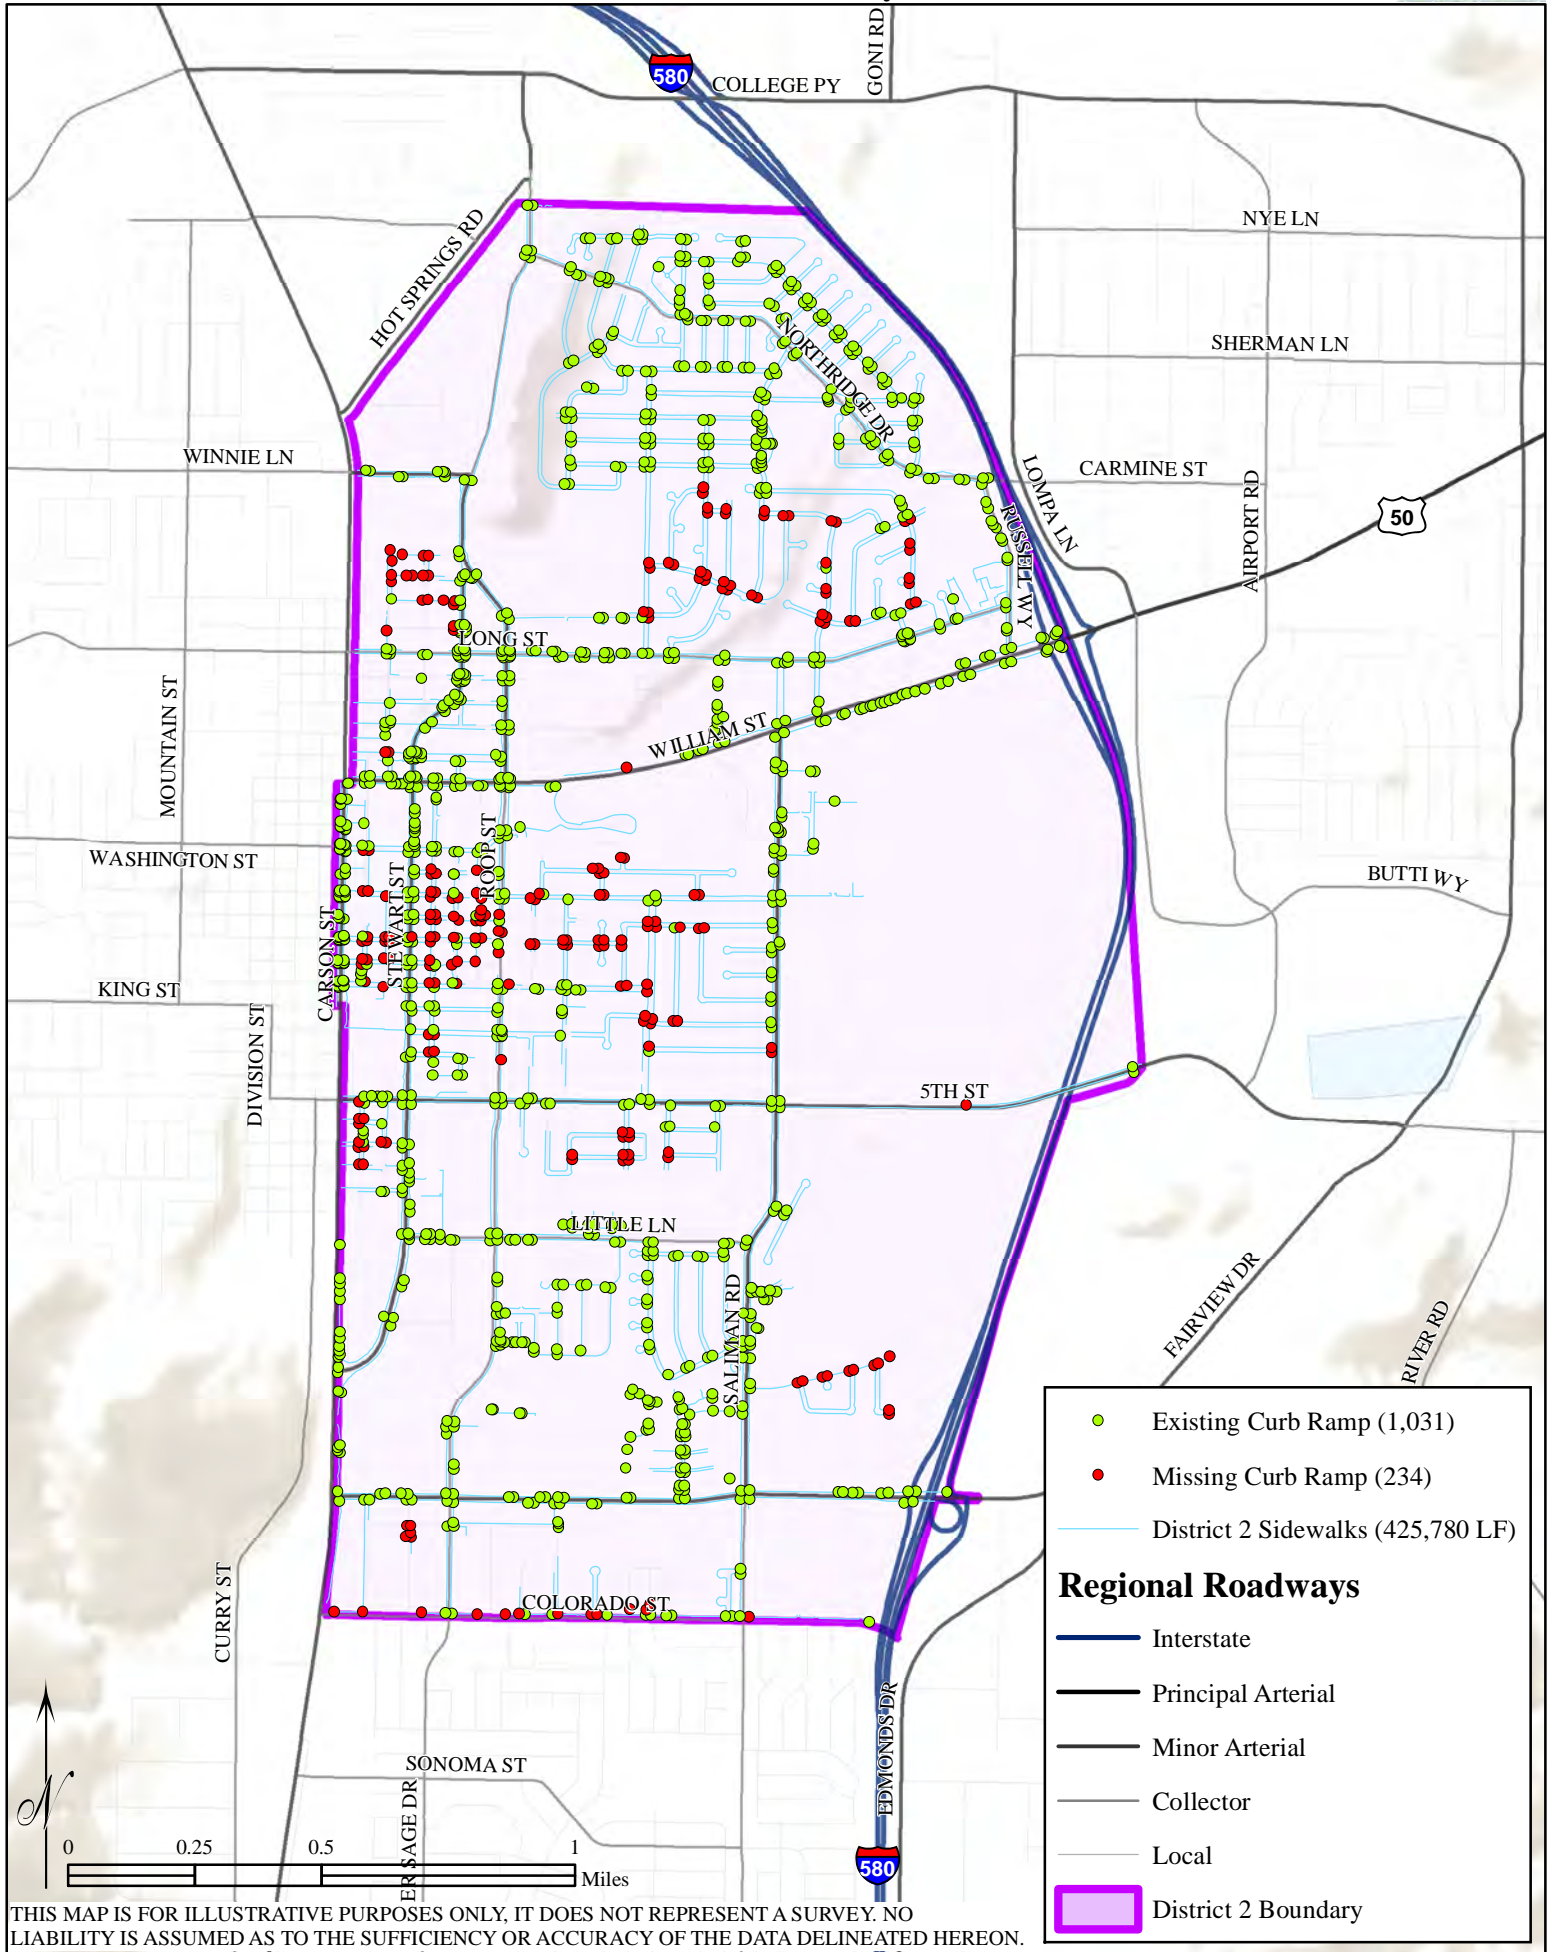 GONI RD
580
COLLEGE PY
HOT SPRINGS RD
NYE LN
NORTHRIDGE DR
SHERMAN LN
WINNIE LN
LOMPA LN
CARMINE ST
AIRPORT RD
50
RUSSELL WY
LONG ST
MOUNTAIN ST
WILLIAM ST
WASHINGTON ST
ROOP ST
STEWART ST
BUTTI WY
CARSON ST
KING ST
DIVISION ST
5TH ST
LITTLE LN
SALIMAN RD
FAIRVIEW DR
RIVER RD
CURRY ST
COLORADO ST
EDMONDS DR
SONOMA ST
ER SAGE DR
580
Existing Curb Ramp (1,031)
Missing Curb Ramp (234)
District 2 Sidewalks (425,780 LF)
Regional Roadways
Interstate
Principal Arterial
Minor Arterial
Collector
Local
District 2 Boundary
N
0 0.25 0.5 1
Miles
THIS MAP IS FOR ILLUSTRATIVE PURPOSES ONLY, IT DOES NOT REPRESENT A SURVEY. NO
LIABILITY IS ASSUMED AS TO THE SUFFICIENCY OR ACCURACY OF THE DATA DELINEATED HEREON.